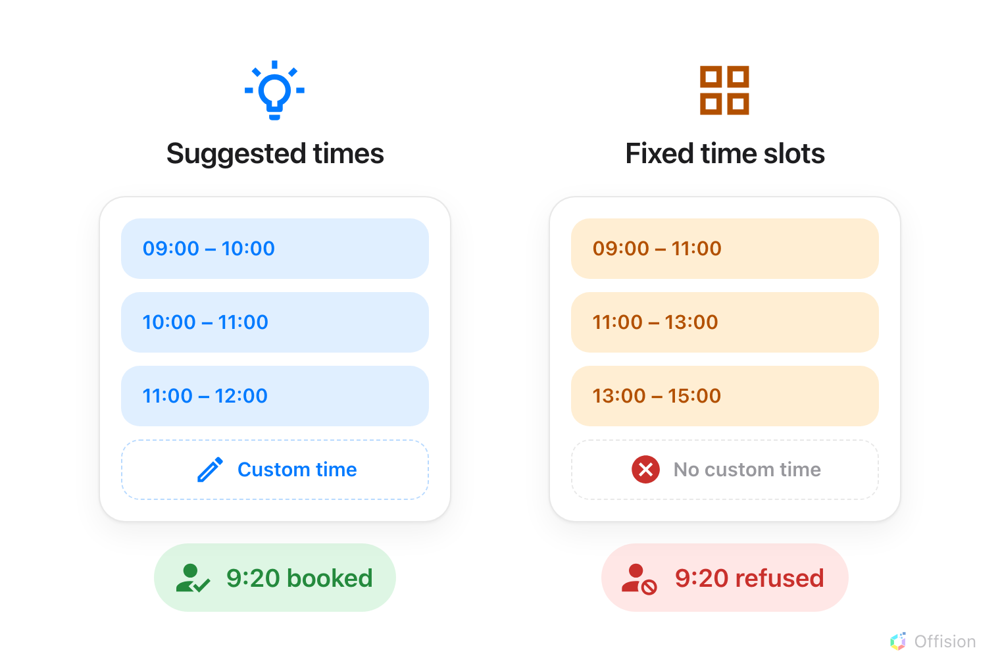 Suggested times
09:00 – 10:00
10:00 – 11:00
11:00 – 12:00
Custom time
9:20 booked
Fixed time slots
09:00 – 11:00
11:00 – 13:00
13:00 – 15:00
No custom time
9:20 refused
Offision